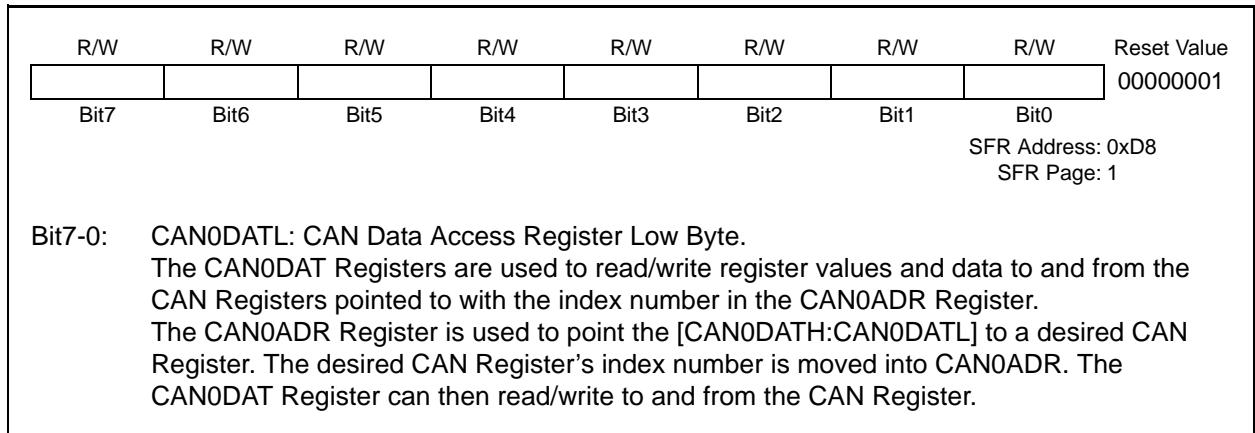 R/W R/W R/W R/W R/W R/W R/W R/W Reset Value
00000001
Bit7 Bit6 Bit5 Bit4 Bit3 Bit2 Bit1 Bit0
SFR Address: 0xD8
SFR Page: 1
Bit7-0: CAN0DATL: CAN Data Access Register Low Byte.
The CAN0DAT Registers are used to read/write register values and data to and from the
CAN Registers pointed to with the index number in the CAN0ADR Register.
The CAN0ADR Register is used to point the [CAN0DATH:CAN0DATL] to a desired CAN
Register. The desired CAN Register’s index number is moved into CAN0ADR. The
CAN0DAT Register can then read/write to and from the CAN Register.